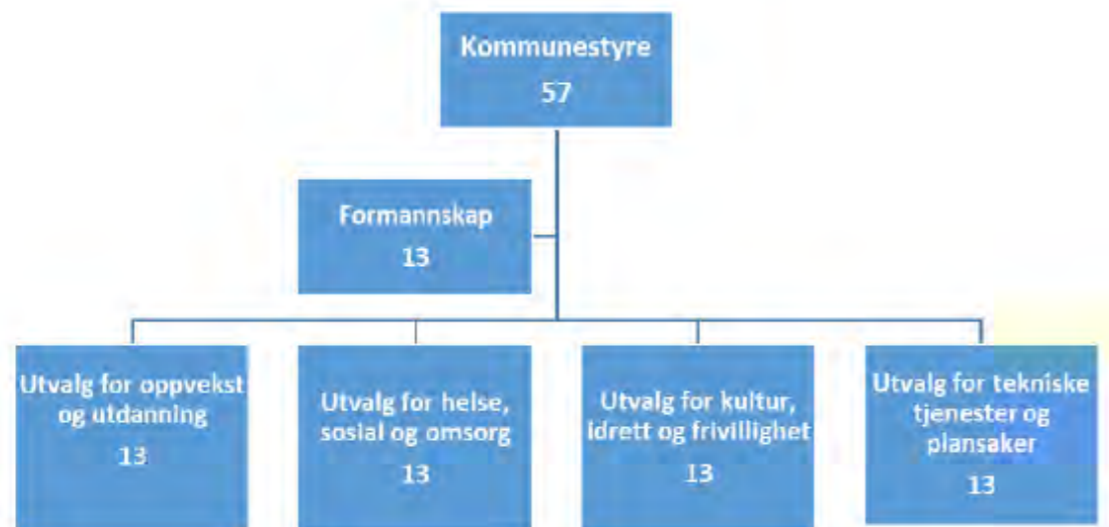 Kommunestyre
57
Formannskap
13
Utvalg for oppvekst
og utdanning
13
Utvalg for helse,
sosial og omsorg
13
Utvalg for kultur,
idrett og frivillighet
13
Utvalg for tekniske
tjenester og
plansaker
13